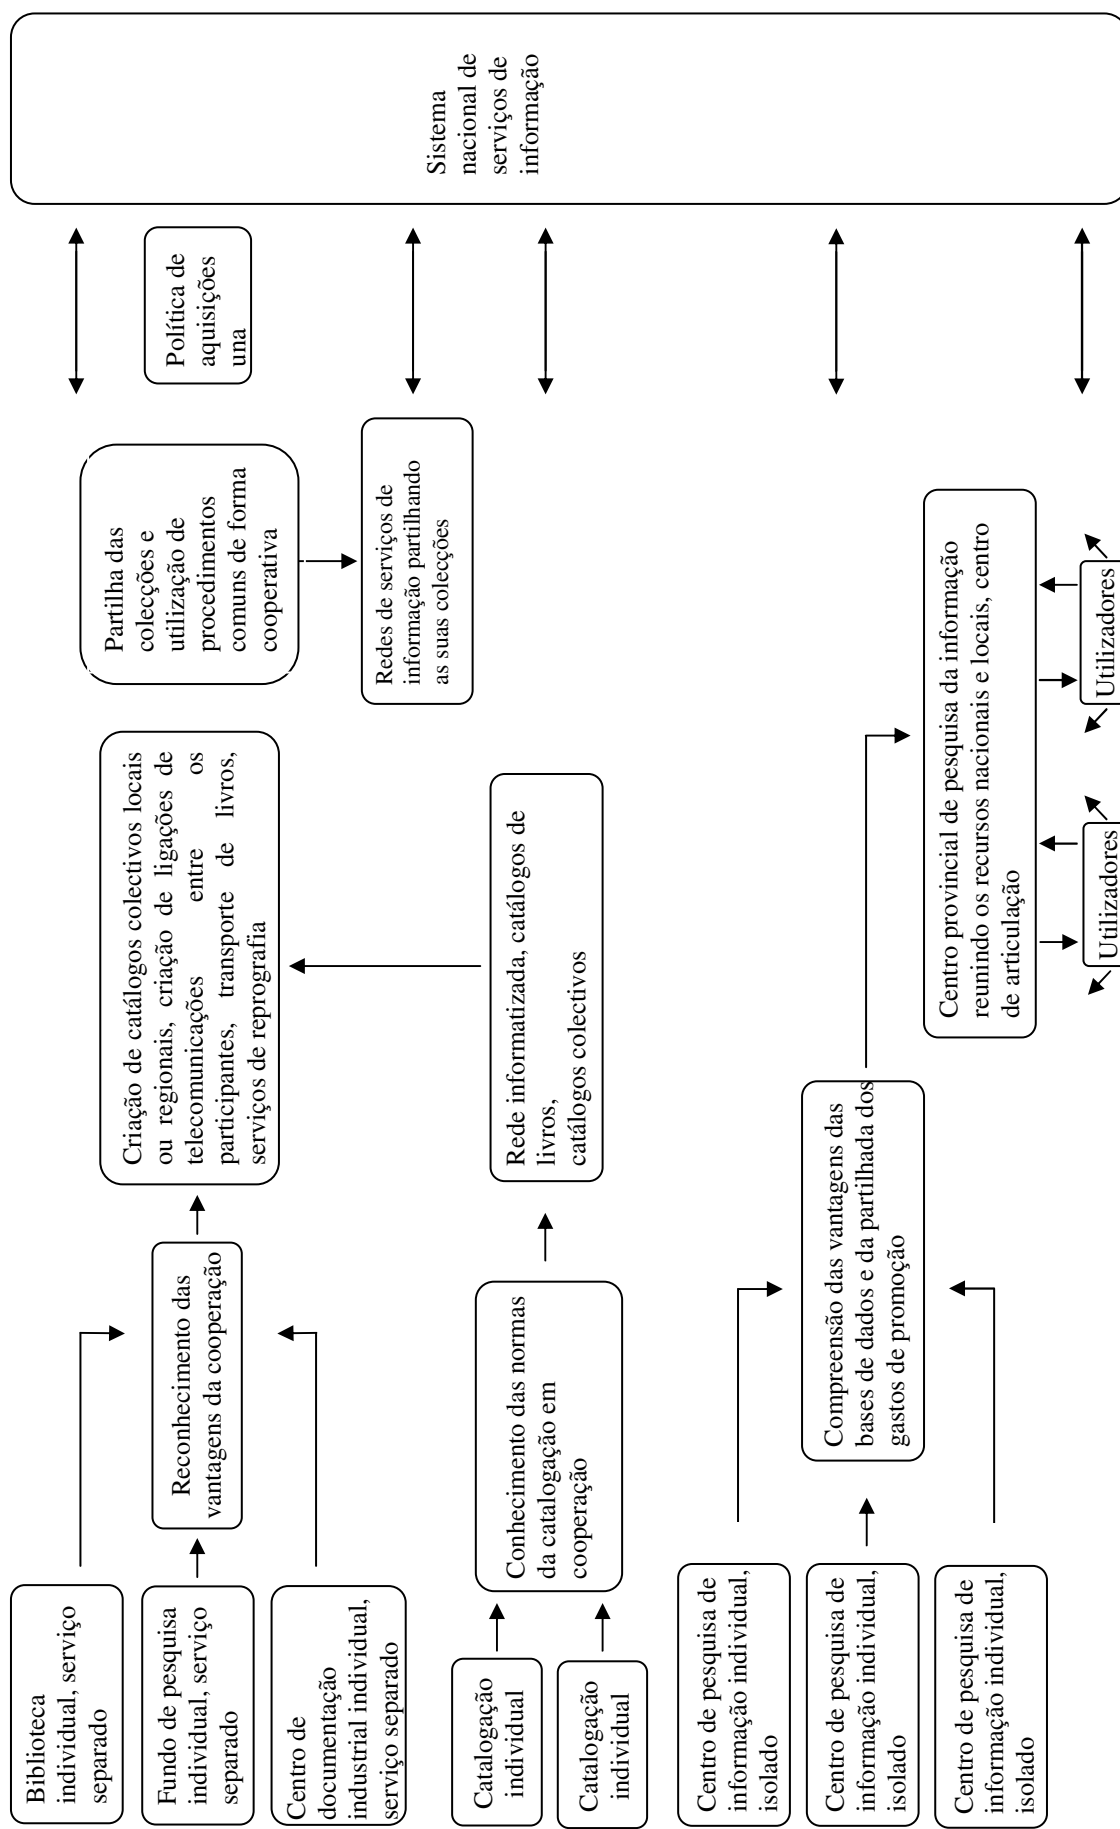 Biblioteca
individual, serviço
separado
Fundo de pesquisa
individual, serviço
separado
Centro de
documentação
industrial individual,
serviço separado
Catalogação
individual
Catalogação
individual
Centro de pesquisa de
informação individual,
isolado
Centro de pesquisa de
informação individual,
isolado
Centro de pesquisa de
informação individual,
isolado
Reconhecimento das
vantagens da cooperação
Conhecimento das normas
da catalogação em
cooperação
Compreensão das vantagens das
bases de dados e da partilhada dos
gastos de promoção
Criação de catálogos colectivos locais
ou regionais, criação de ligações de
telecomunicações entre os
participantes, transporte de livros,
serviços de reprografia
Rede informatizada, catálogos de
livros,
catálogos colectivos
Partilha das
colecções e
utilização de
procedimentos
comuns de forma
cooperativa
Redes de serviços de
informação partilhando
as suas colecções
Centro provincial de pesquisa da informação
reunindo os recursos nacionais e locais, centro
de articulação
Utilizadores
Utilizadores
Política de
aquisições
una
Sistema
nacional de
serviços de
informação